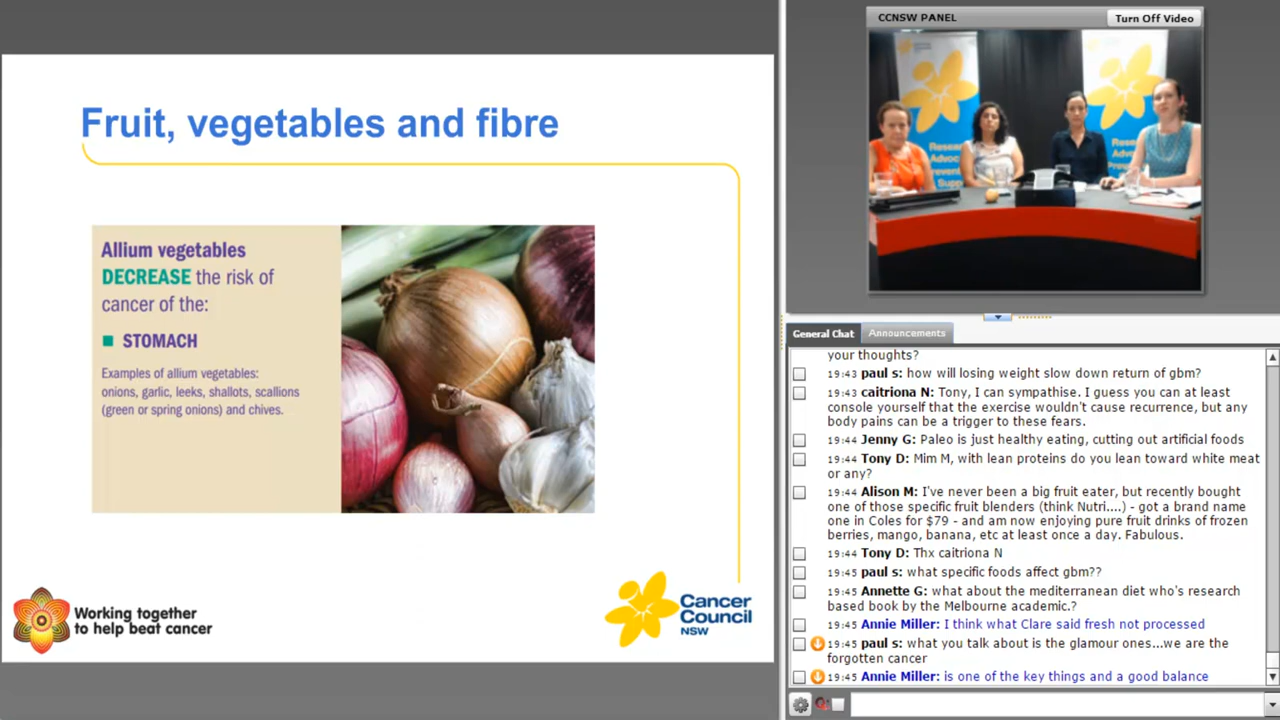 Fruit, vegetables and fibre
Allium vegetables
DECREASE the risk of
cancer of the:
STOMACH
Examples of allium vegetables:
onions, garlic, leeks, shallots, scallions
(green or spring onions) and chives.
Working together
to help beat cancer
Cancer
Council
NSW
CCNSW PANEL
Turn Off Video
General Chat
Announcements
your thoughts?
19:43 paul s: how will losing weight slow down return of gbm?
19:43 caitriona N: Tony, I can sympathise. I guess you can at least
console yourself that the exercise wouldn't cause recurrence, but any
body pains can be a trigger to these fears.
19:44 Jenny G: Paleo is just healthy eating, cutting out artificial foods
19:44 Tony D: Mim M, with lean proteins do you lean toward white meat
or any?
19:44 Alison M: I've never been a big fruit eater, but recently bought
one of those specific fruit blenders (think Nutri....) - got a brand name
one in Coles for $79 - and am now enjoying pure fruit drinks of frozen
berries, mango, banana, etc at least once a day. Fabulous.
19:44 Tony D: Thx caitriona N
19:45 paul s: what specific foods affect gbm??
19:45 Annette G: what about the mediterranean diet who's research
based book by the Melbourne academic.?
19:45 Annie Miller: I think what Clare said fresh not processed
19:45 paul s: what you talk about is the glamour ones...we are the
forgotten cancer
19:45 Annie Miller: is one of the key things and a good balance